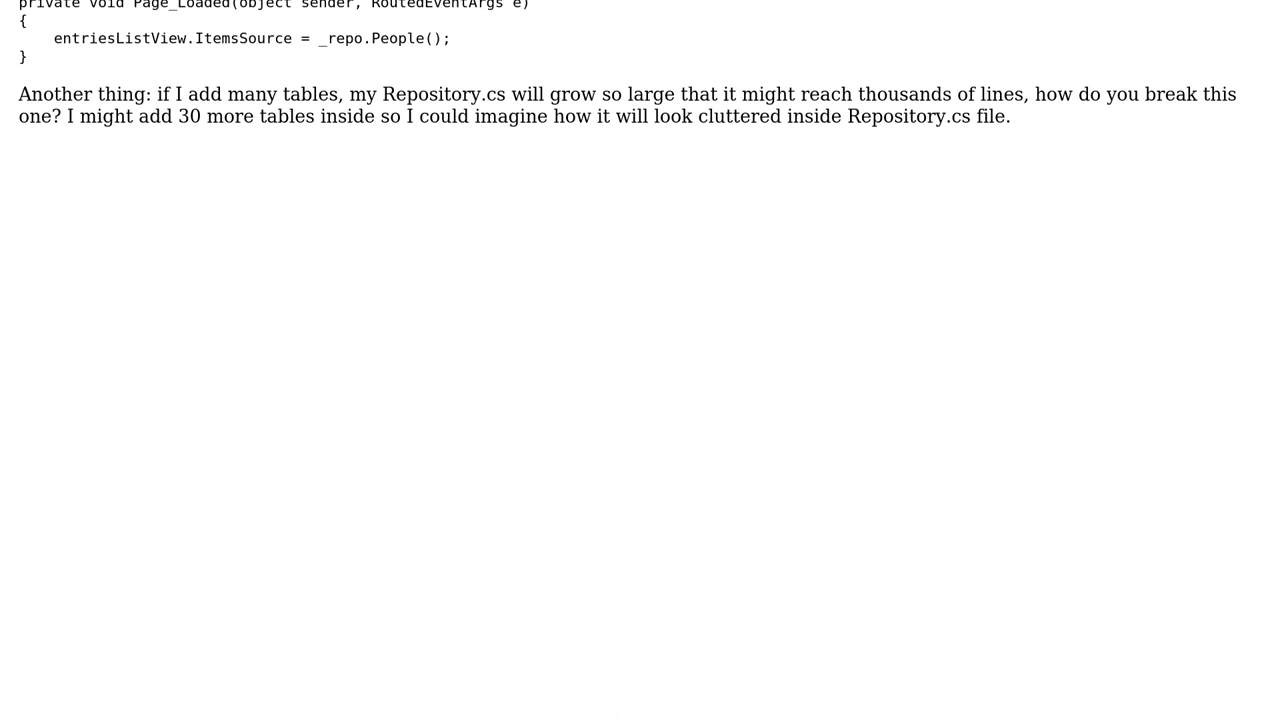 private void Page_Loaded(object sender, RoutedEventArgs e)
{
    entriesListView.ItemsSource = _repo.People();
}
Another thing: if I add many tables, my Repository.cs will grow so large that it might reach thousands of lines, how do you break this
one? I might add 30 more tables inside so I could imagine how it will look cluttered inside Repository.cs file.